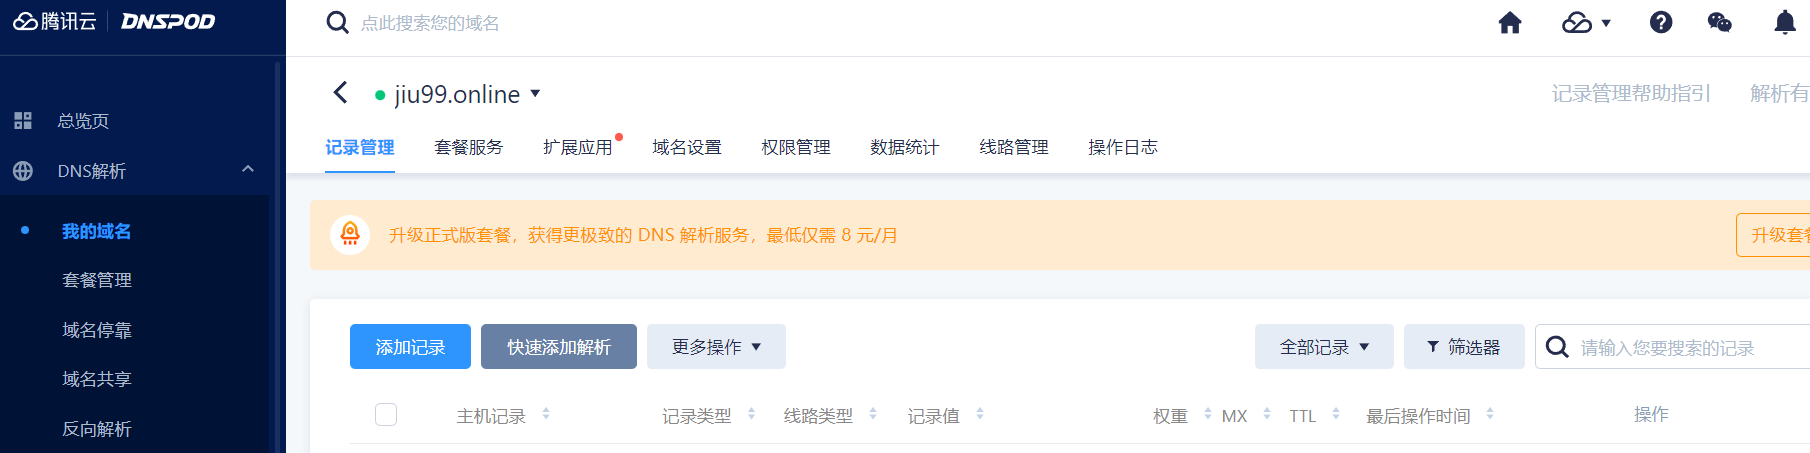 腾讯云 DNSPOD
点此搜索您的域名
jiu99.online
记录管理帮助指引 解析有
总览页
DNS解析
我的域名
套餐管理
域名停靠
域名共享
反向解析
记录管理 套餐服务 扩展应用 域名设置 权限管理 数据统计 线路管理 操作日志
升级正式版套餐，获得更极致的 DNS 解析服务，最低仅需 8 元/月
升级套餐
添加记录 快速添加解析 更多操作 全部记录 筛选器 请输入您要搜索的记录
主机记录 记录类型 线路类型 记录值 权重 MX TTL 最后操作时间 操作